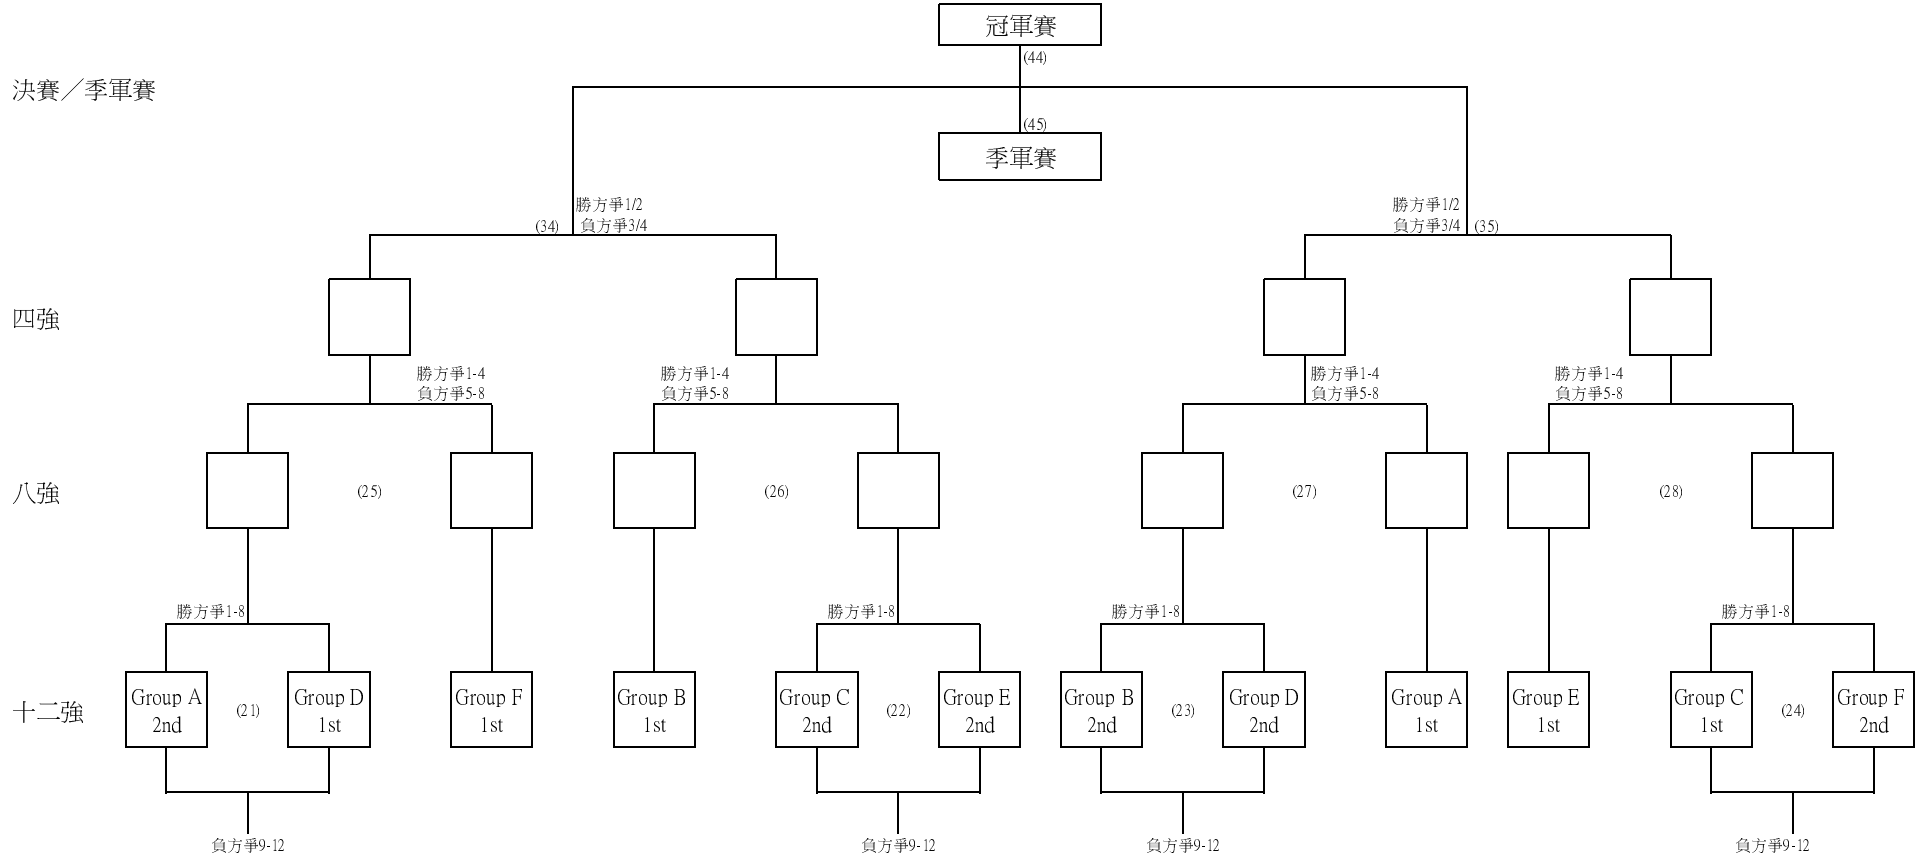 冠軍賽
(44)
決賽／季軍賽
(45)
季軍賽
勝方爭1/2
勝方爭1/2
(34)
負方爭3/4
負方爭3/4
(35)
四強
勝方爭1-4
勝方爭1-4
勝方爭1-4
勝方爭1-4
負方爭5-8
負方爭5-8
負方爭5-8
負方爭5-8
八強
(25)
(26)
(27)
(28)
勝方爭1-8
勝方爭1-8
勝方爭1-8
勝方爭1-8
十二強
Group A
2nd
(21)
Group D
1st
Group F
1st
Group B
1st
Group C
2nd
(22)
Group E
2nd
Group B
2nd
(23)
Group D
2nd
Group A
1st
Group E
1st
Group C
1st
(24)
Group F
2nd
負方爭9-12
負方爭9-12
負方爭9-12
負方爭9-12